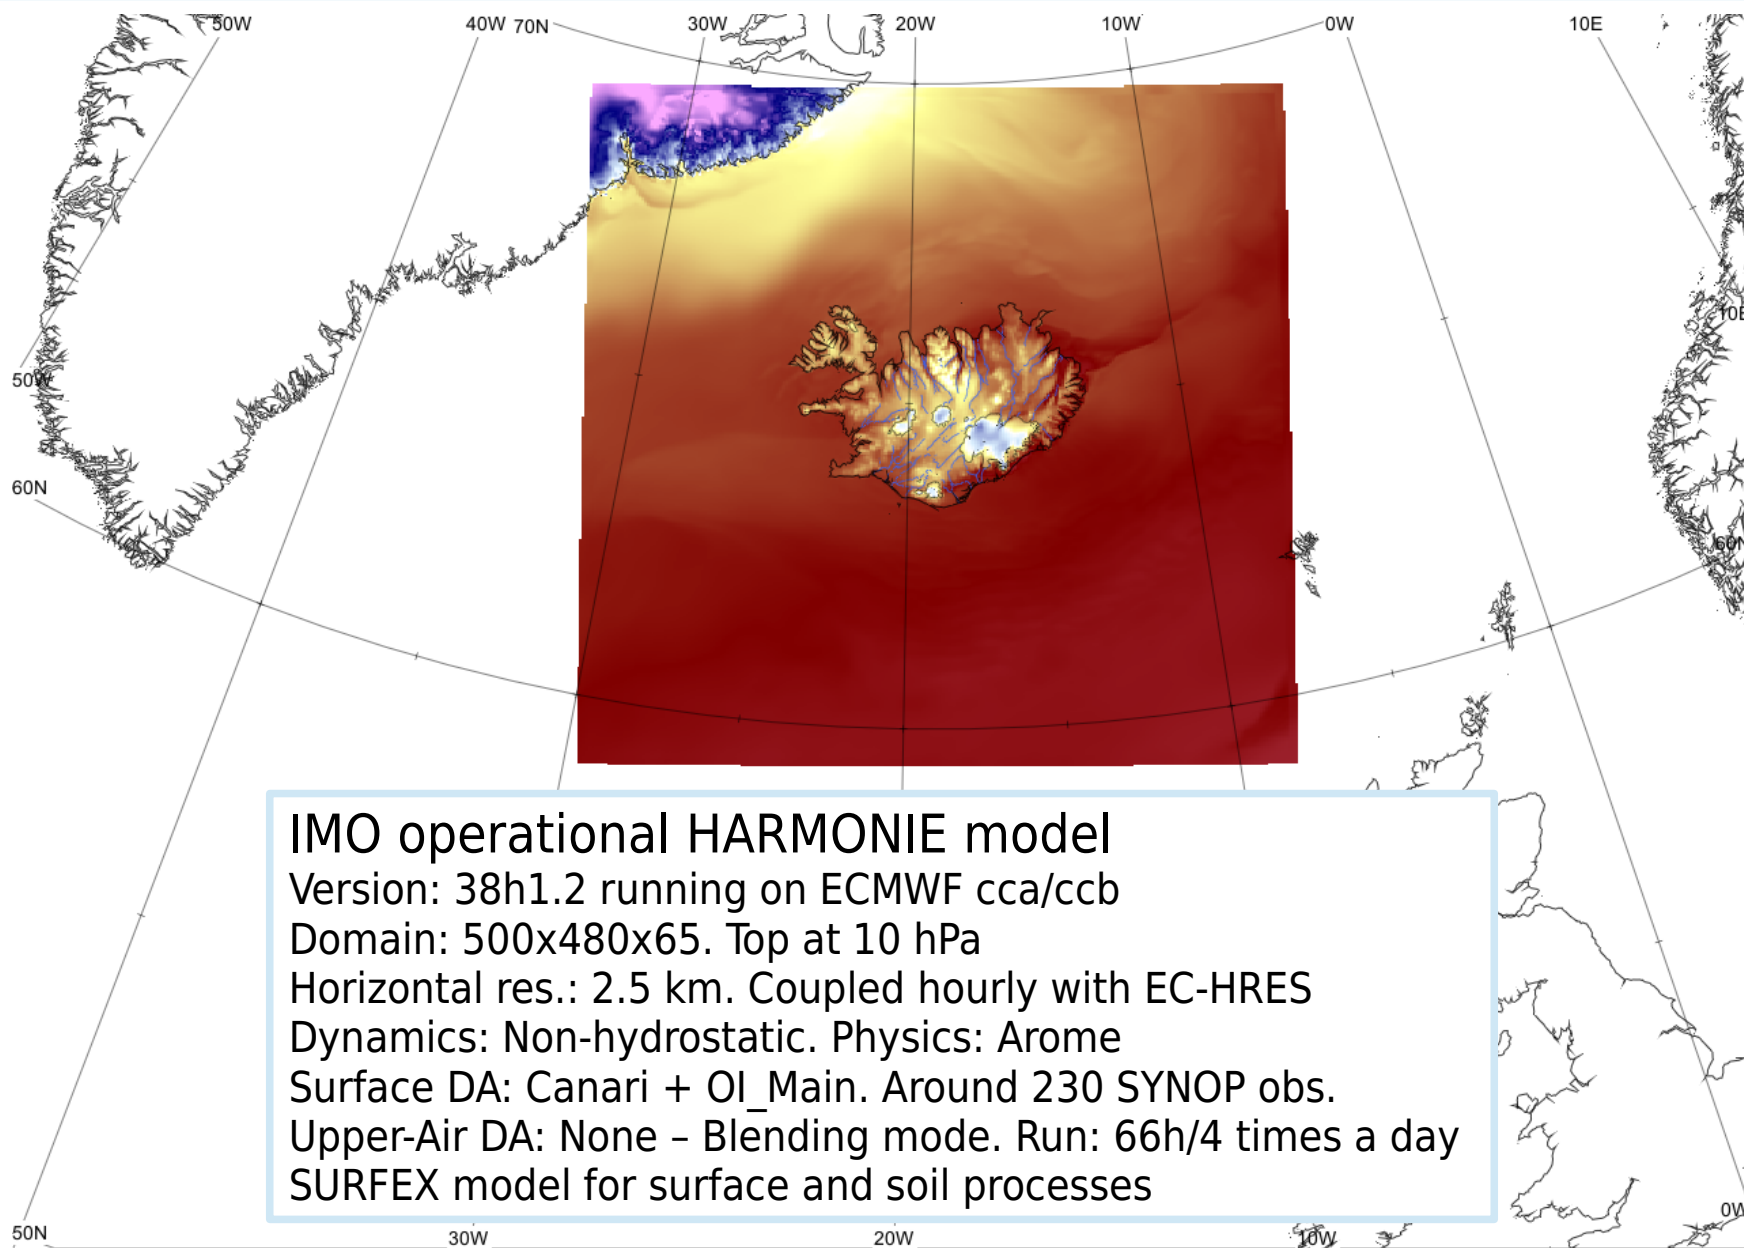 50W
40W
70N
30W
20W
10W
0W
10E
10E
50W
60N
60N
IMO operational HARMONIE model
Version: 38h1.2 running on ECMWF cca/ccb
Domain: 500x480x65. Top at 10 hPa
Horizontal res.: 2.5 km. Coupled hourly with EC-HRES
Dynamics: Non-hydrostatic. Physics: Arome
Surface DA: Canari + OI_Main. Around 230 SYNOP obs.
Upper-Air DA: None – Blending mode. Run: 66h/4 times a day
SURFEX model for surface and soil processes
0W
50N
30W
20W
10W